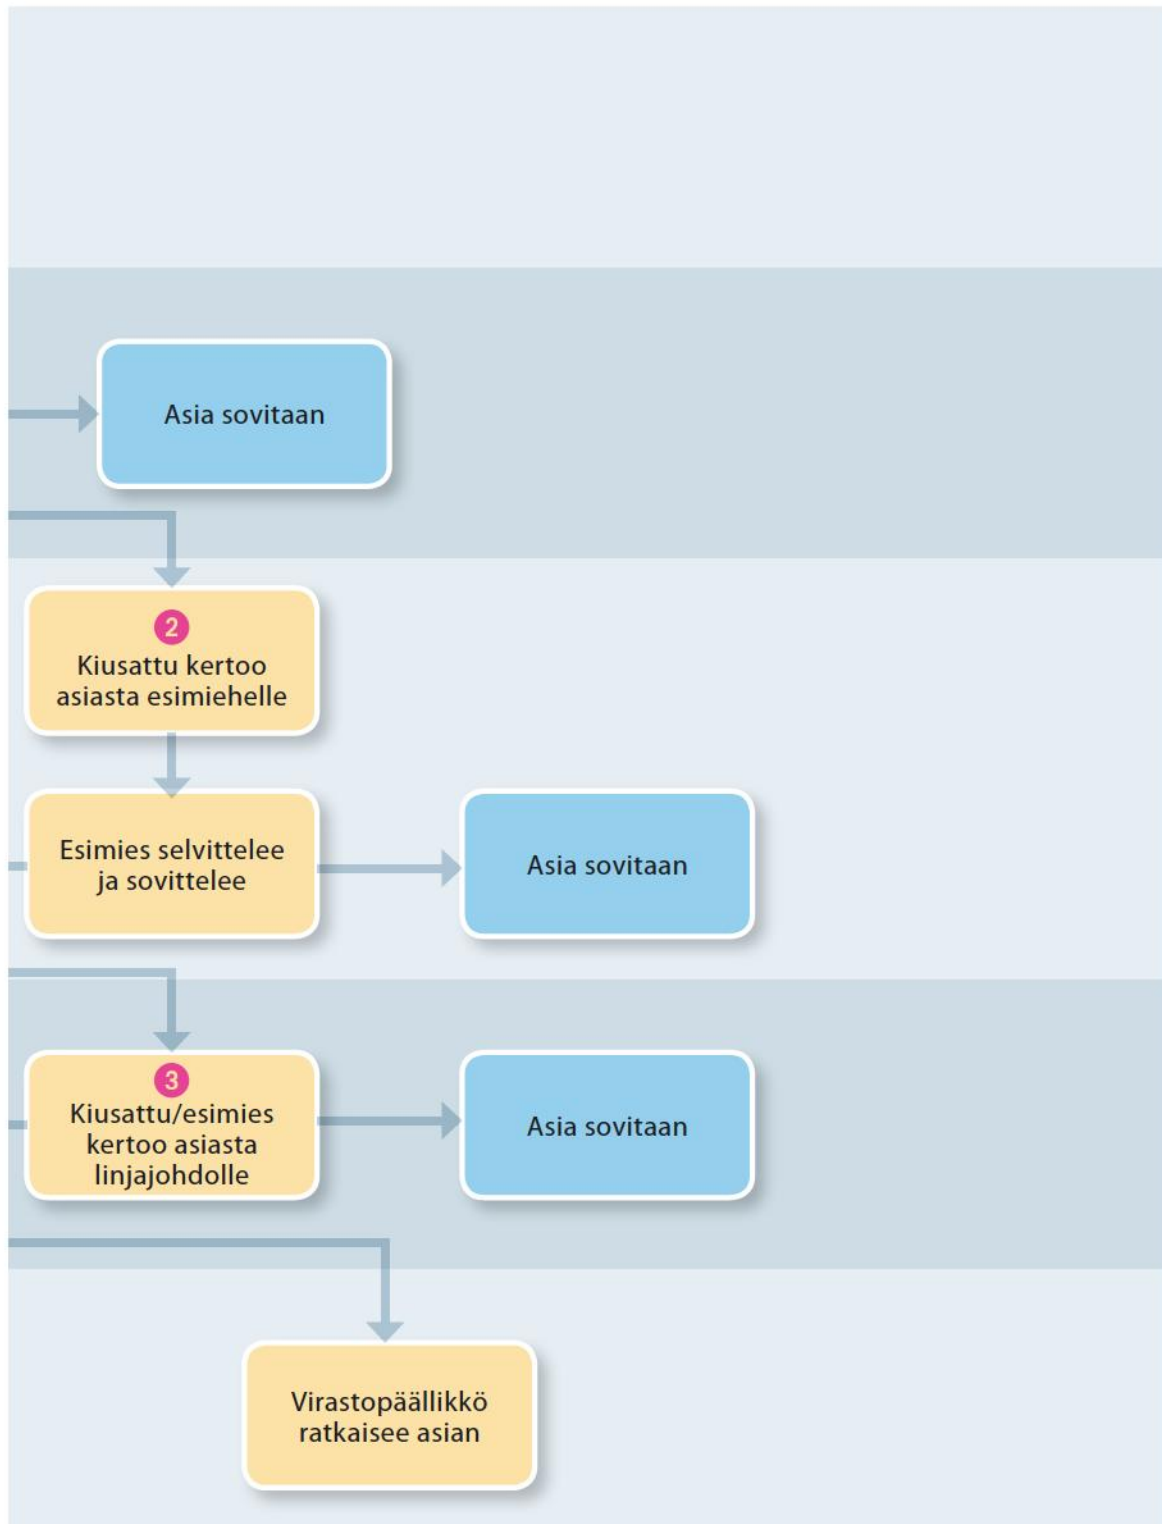 Asia sovitaan
2
Kiusattu kertoo
asiasta esimiehelle
Esimies selvittelee
ja sovittelee
Asia sovitaan
3
Kiusattu/esimies
kertoo asiasta
linjajohdolle
Asia sovitaan
Virastopäällikkö
ratkaisee asian